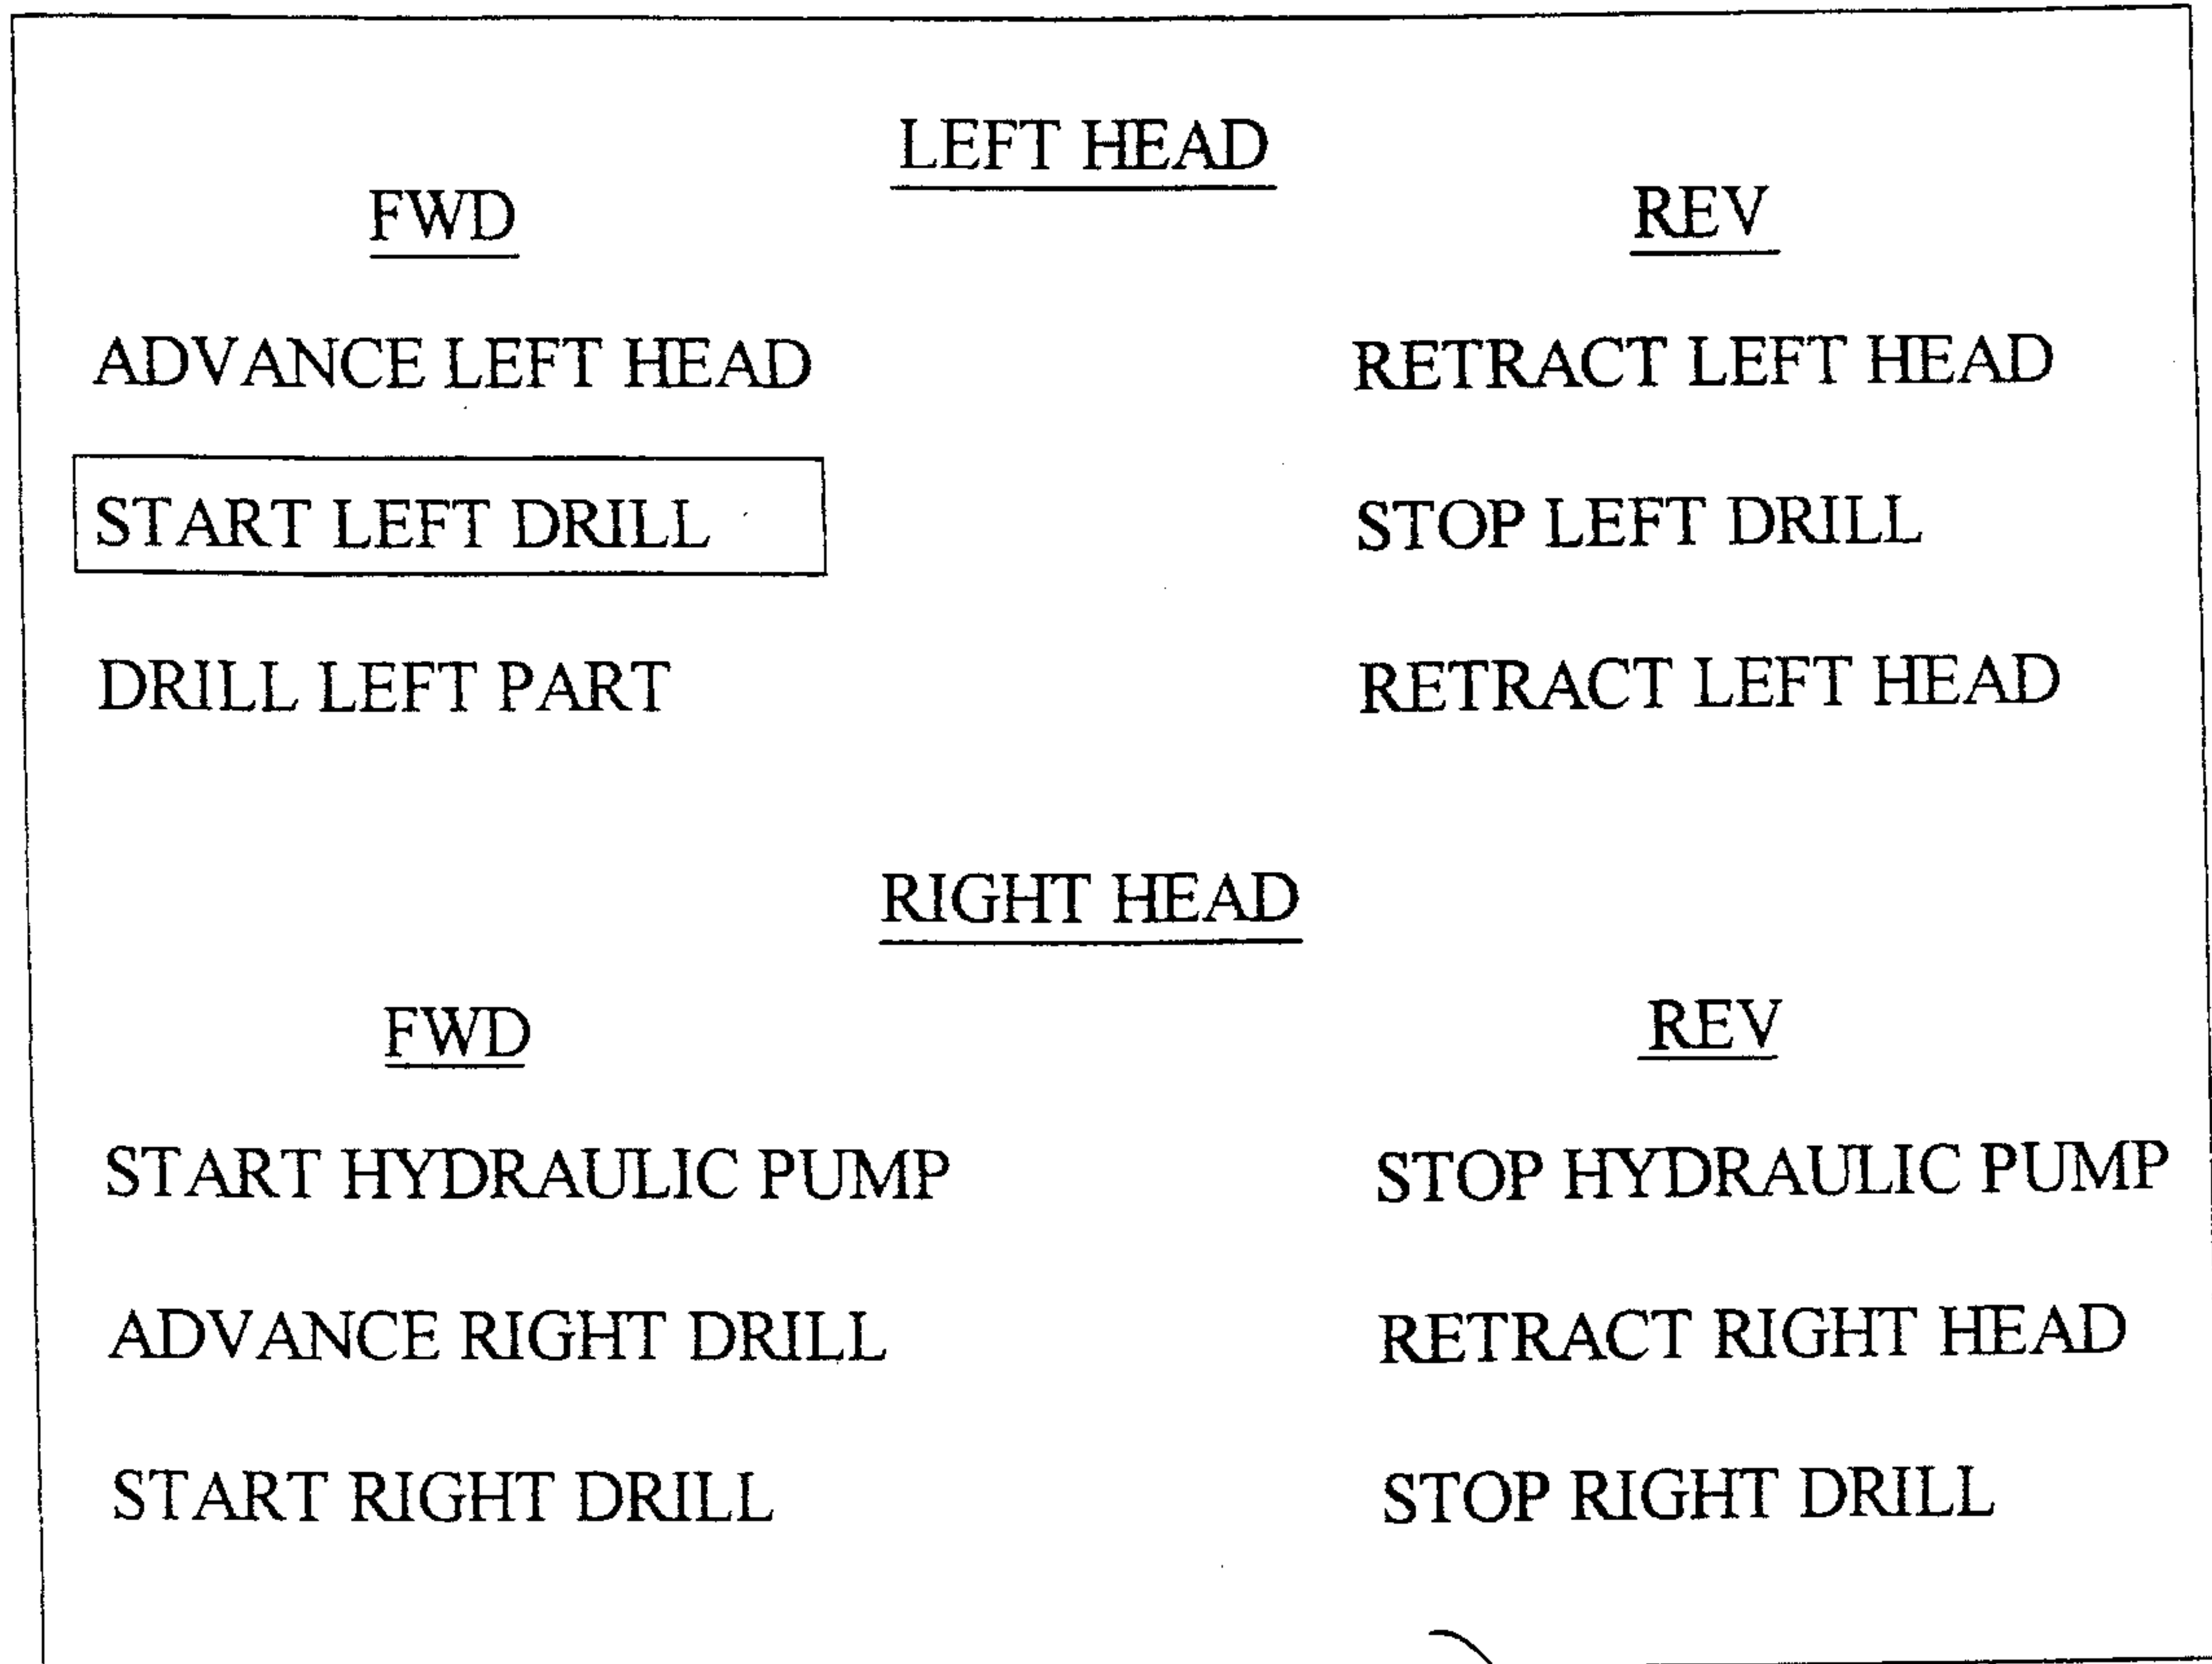 LEFT HEAD
FWD REV
ADVANCE LEFT HEAD RETRACT LEFT HEAD
START LEFT DRILL STOP LEFT DRILL
DRILL LEFT PART RETRACT LEFT HEAD
RIGHT HEAD
FWD REV
START HYDRAULIC PUMP STOP HYDRAULIC PUMP
ADVANCE RIGHT DRILL RETRACT RIGHT HEAD
START RIGHT DRILL STOP RIGHT DRILL